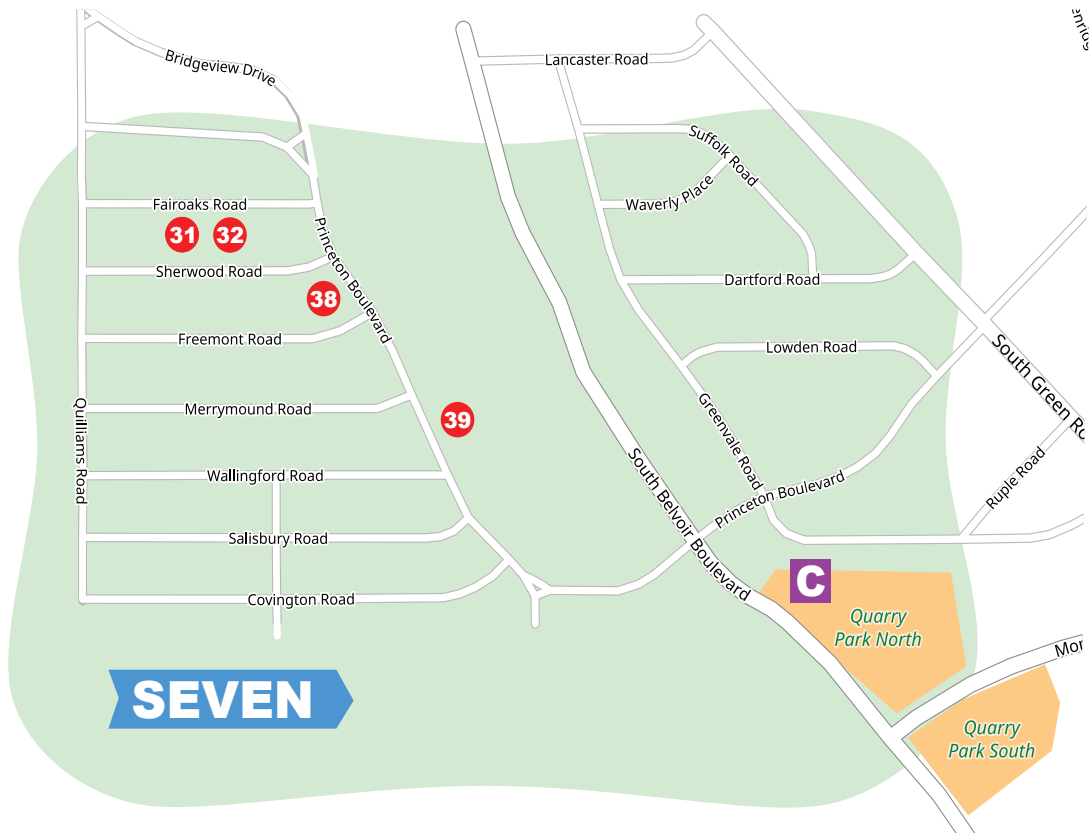 enridg
Bridgeview Drive
Lancaster Road
Suffolk Road
Waverly Place
Fairoaks Road
31
32
Princeton Boulevard
Sherwood Road
Dartford Road
38
Freemont Road
Lowden Road
South Green Ro
Quilliams Road
Merrymound Road
39
Greenvale Road
Wallingford Road
South Belvoir Boulevard
Princeton Boulevard
Ruple Road
Salisbury Road
C
Covington Road
Quarry
Park North
Mor
SEVEN
Quarry
Park South